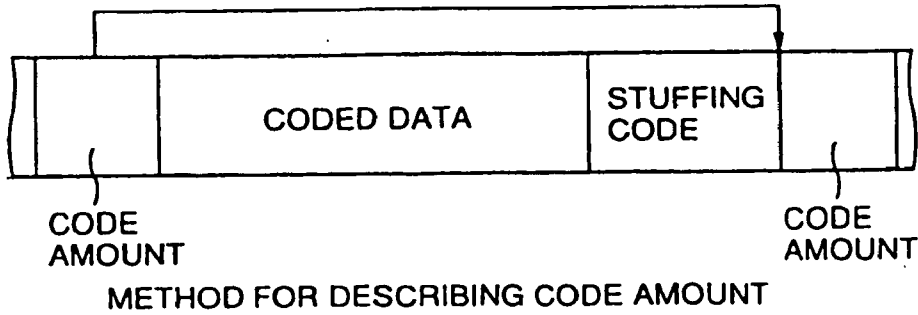 CODED DATA
STUFFING
CODE
CODE
AMOUNT
CODE
AMOUNT
METHOD FOR DESCRIBING CODE AMOUNT